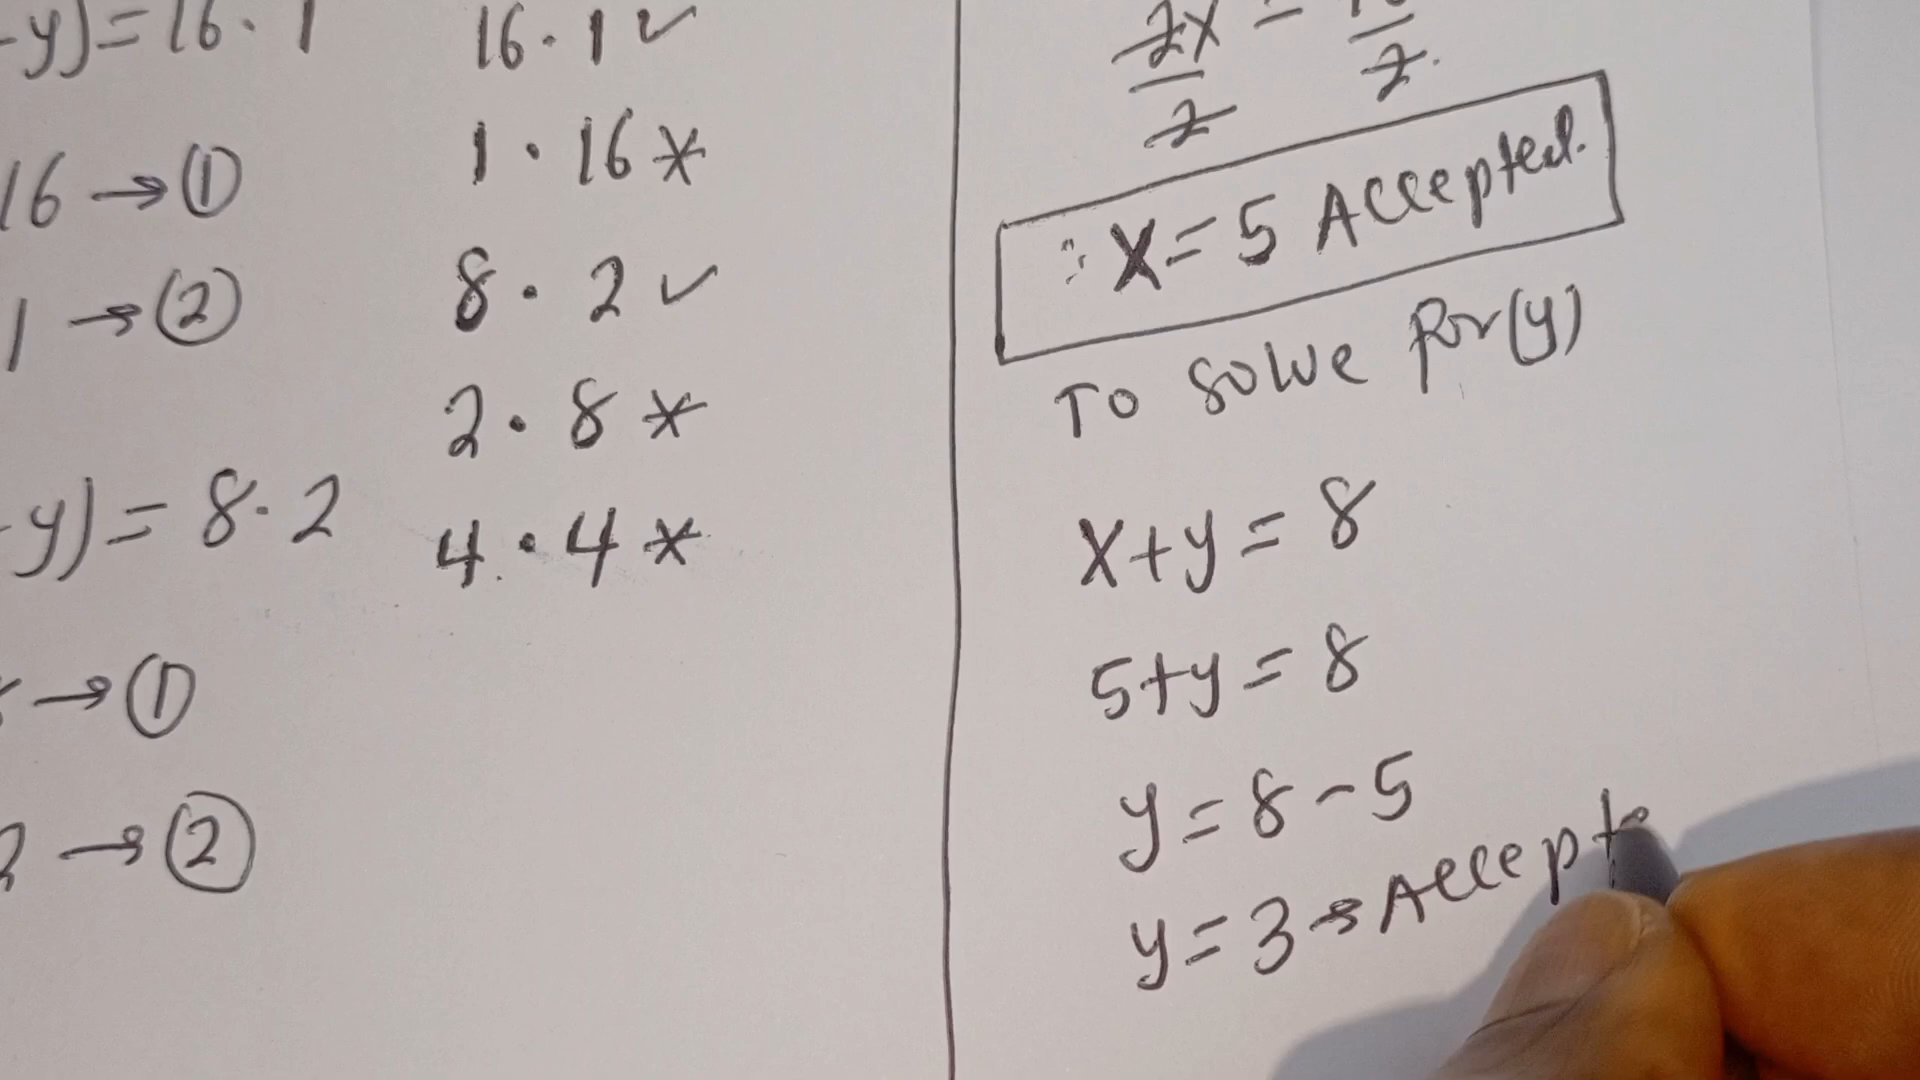 -y)=16.1
16→①
1→②
-y)=8.2
→①
2→②
16.1✓
1.16*
8.2✓
2.8*
4.4*
2x =
2 2
∴X=5 Accepted.
To solve for(y)
x+y=8
5+y=8
y=8-5
y=3→Accept